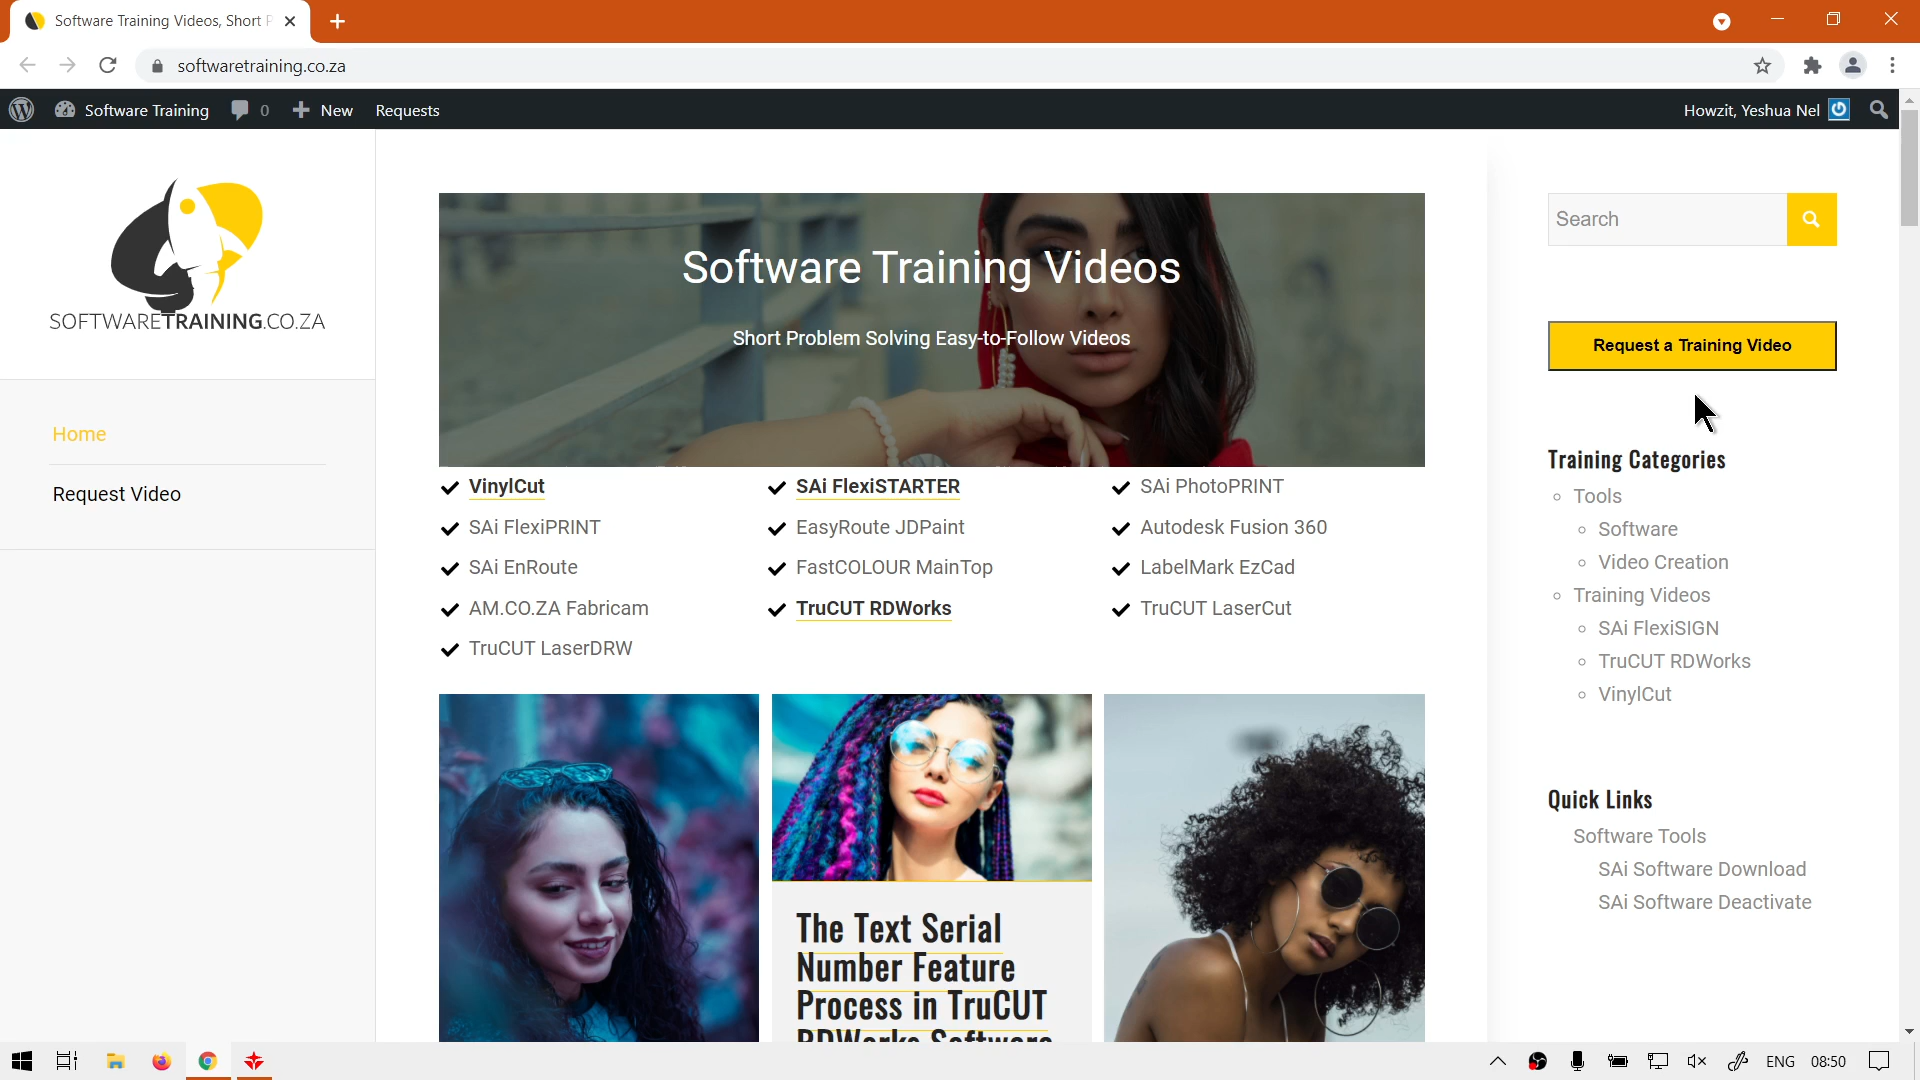 Software Training Videos, Short P
softwaretraining.co.za
Software Training
0
New
Requests
Howzit, Yeshua Nel
SOFTWARETRAINING.CO.ZA
Home
Request Video
Software Training Videos
Short Problem Solving Easy-to-Follow Videos
VinylCut
SAi FlexiSTARTER
SAi PhotoPRINT
SAi FlexiPRINT
EasyRoute JDPaint
Autodesk Fusion 360
SAi EnRoute
FastCOLOUR MainTop
LabelMark EzCad
AM.CO.ZA Fabricam
TruCUT RDWorks
TruCUT LaserCut
TruCUT LaserDRW
The Text Serial
Number Feature
Process in TruCUT
RDWorks Software
Search
Request a Training Video
Training Categories
Tools
Software
Video Creation
Training Videos
SAi FlexiSIGN
TruCUT RDWorks
VinylCut
Quick Links
Software Tools
SAi Software Download
SAi Software Deactivate
ENG
08:50